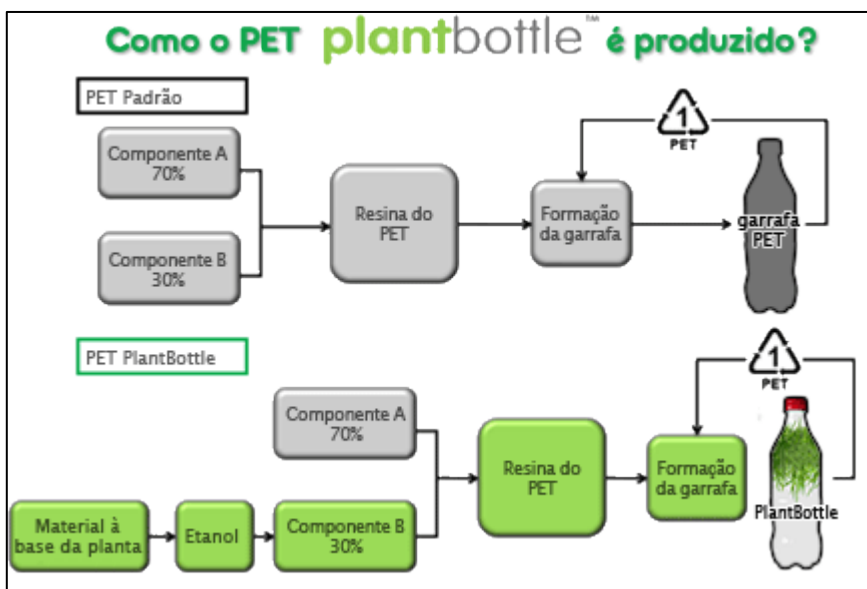 Como o PET plantbottle™ é produzido?
PET Padrão
Componente A
70%
Componente B
30%
Resina do
PET
Formação
da garrafa
1
PET
garrafa
PET
PET PlantBottle
Componente A
70%
Material à
base da planta
Etanol
Componente B
30%
Resina do
PET
Formação
da garrafa
1
PET
PlantBottle